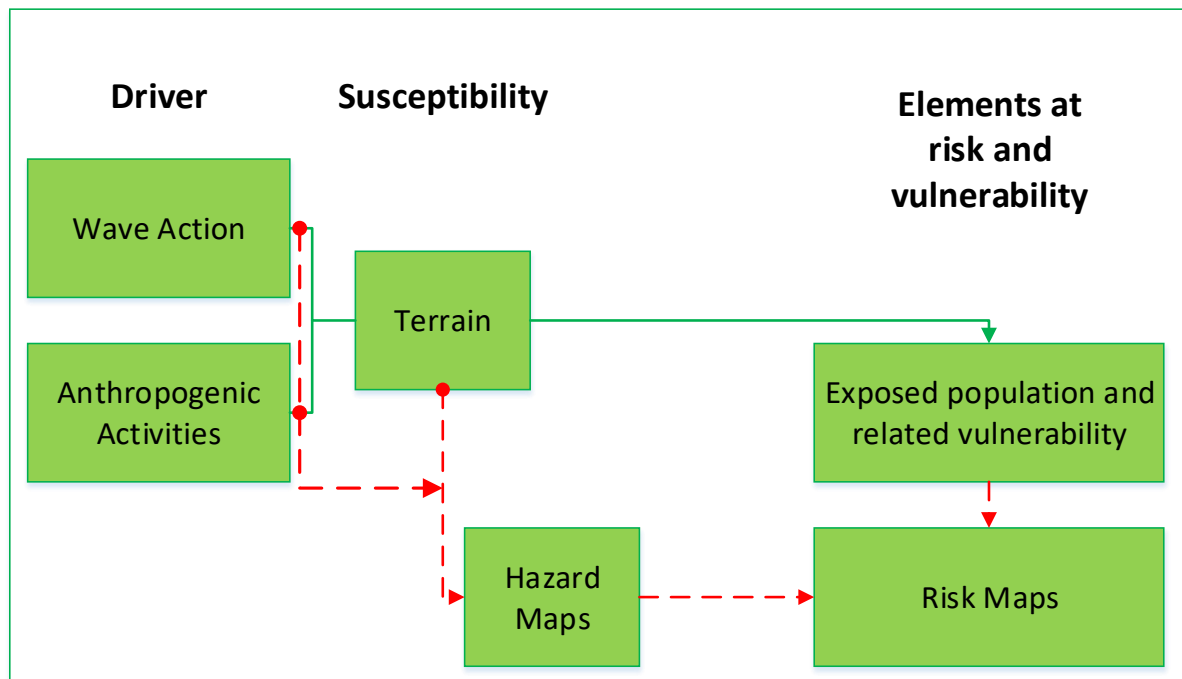 Driver
Susceptibility
Elements at
risk and
vulnerability
Wave Action
Terrain
Anthropogenic
Activities
Exposed population and
related vulnerability
Hazard
Maps
Risk Maps